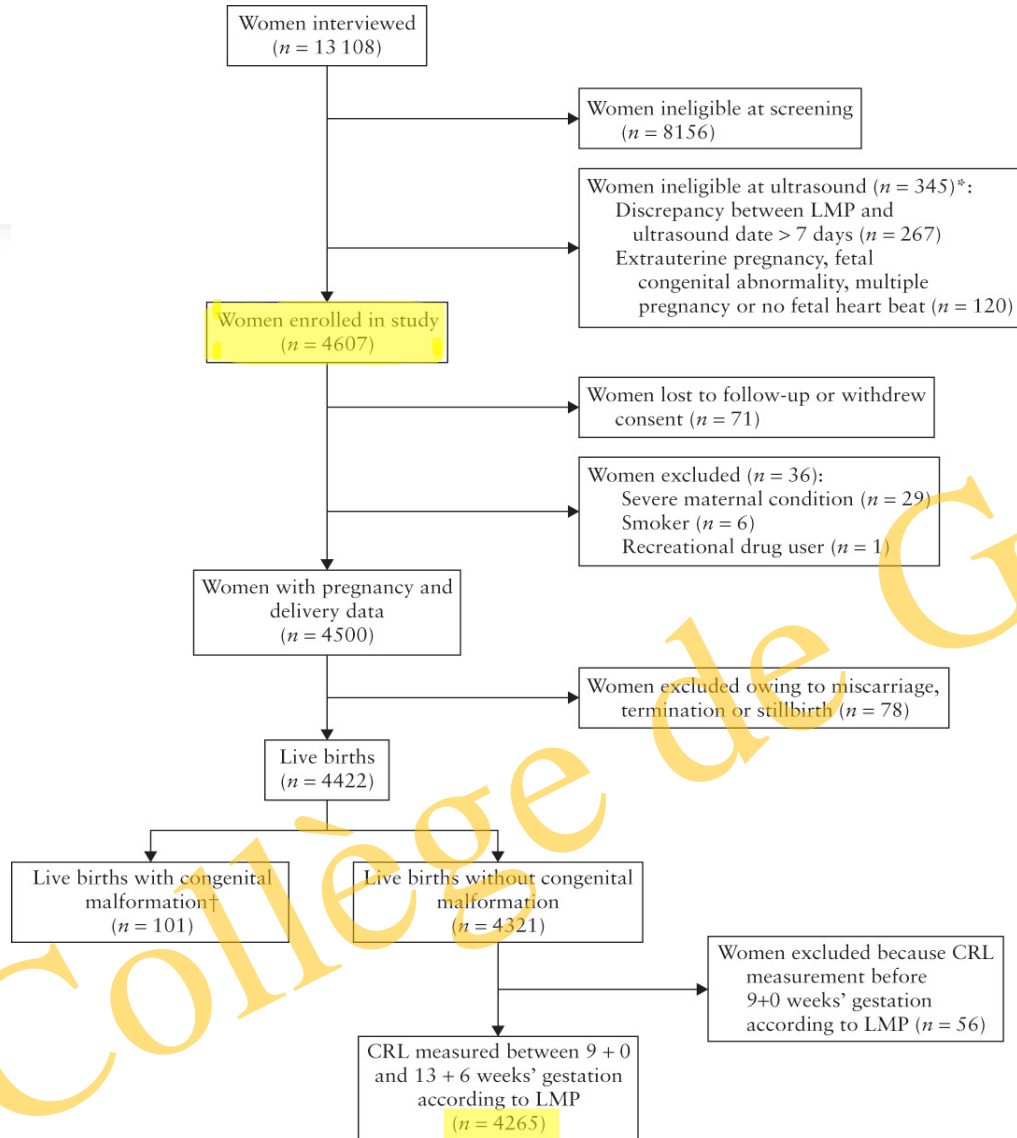 Women interviewed
(n = 13 108)
Women ineligible at screening
(n = 8156)
Women ineligible at ultrasound (n = 345)*:
Discrepancy between LMP and
ultrasound date > 7 days (n = 267)
Extrauterine pregnancy, fetal
congenital abnormality, multiple
pregnancy or no fetal heart beat (n = 120)
Women enrolled in study
(n = 4607)
Women lost to follow-up or withdrew
consent (n = 71)
Women excluded (n = 36):
Severe maternal condition (n = 29)
Smoker (n = 6)
Recreational drug user (n = 1)
Women with pregnancy and
delivery data
(n = 4500)
Women excluded owing to miscarriage,
termination or stillbirth (n = 78)
Live births
(n = 4422)
Live births with congenital
malformation†
(n = 101)
Live births without congenital
malformation
(n = 4321)
Women excluded because CRL
measurement before
9+0 weeks’ gestation
according to LMP (n = 56)
CRL measured between 9 + 0
and 13 + 6 weeks’ gestation
according to LMP
(n = 4265)
Collège de G